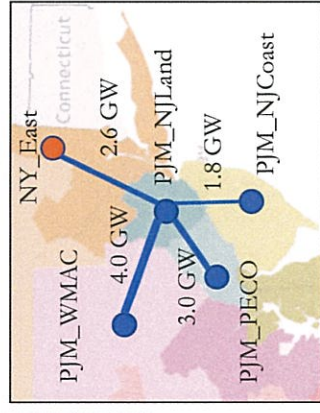 Connecticut
NY_East
2.6 GW
PJM_WMAC
4.0 GW
PJM_NJLand
3.0 GW
1.8 GW
PJM_PECO
PJM_NJCoast